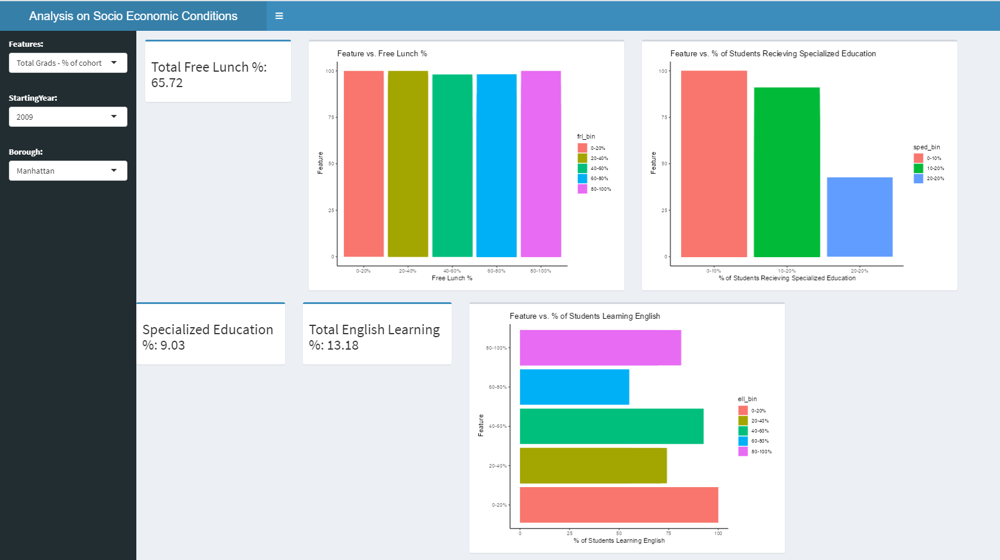 Analysis on Socio Economic Conditions
Features:
Total Grads - % of cohort
StartingYear:
2009
Borough:
Manhattan
Total Free Lunch %:
65.72
Feature vs. Free Lunch %
100
75
50
25
0
Feature
0-20%
20-40%
40-60%
60-80%
80-100%
Free Lunch %
frl_bin
0-20%
20-40%
40-60%
60-80%
80-100%
Feature vs. % of Students Recieving Specialized Education
100
75
50
25
0
Feature
0-10%
10-20%
20-20%
% of Students Recieving Specialized Education
sped_bin
0-10%
10-20%
20-20%
Specialized Education
%: 9.03
Total English Learning
%: 13.18
Feature vs. % of Students Learning English
80-100%
60-80%
40-60%
20-40%
0-20%
Feature
0
25
50
75
100
% of Students Learning English
ell_bin
0-20%
20-40%
40-60%
60-80%
80-100%